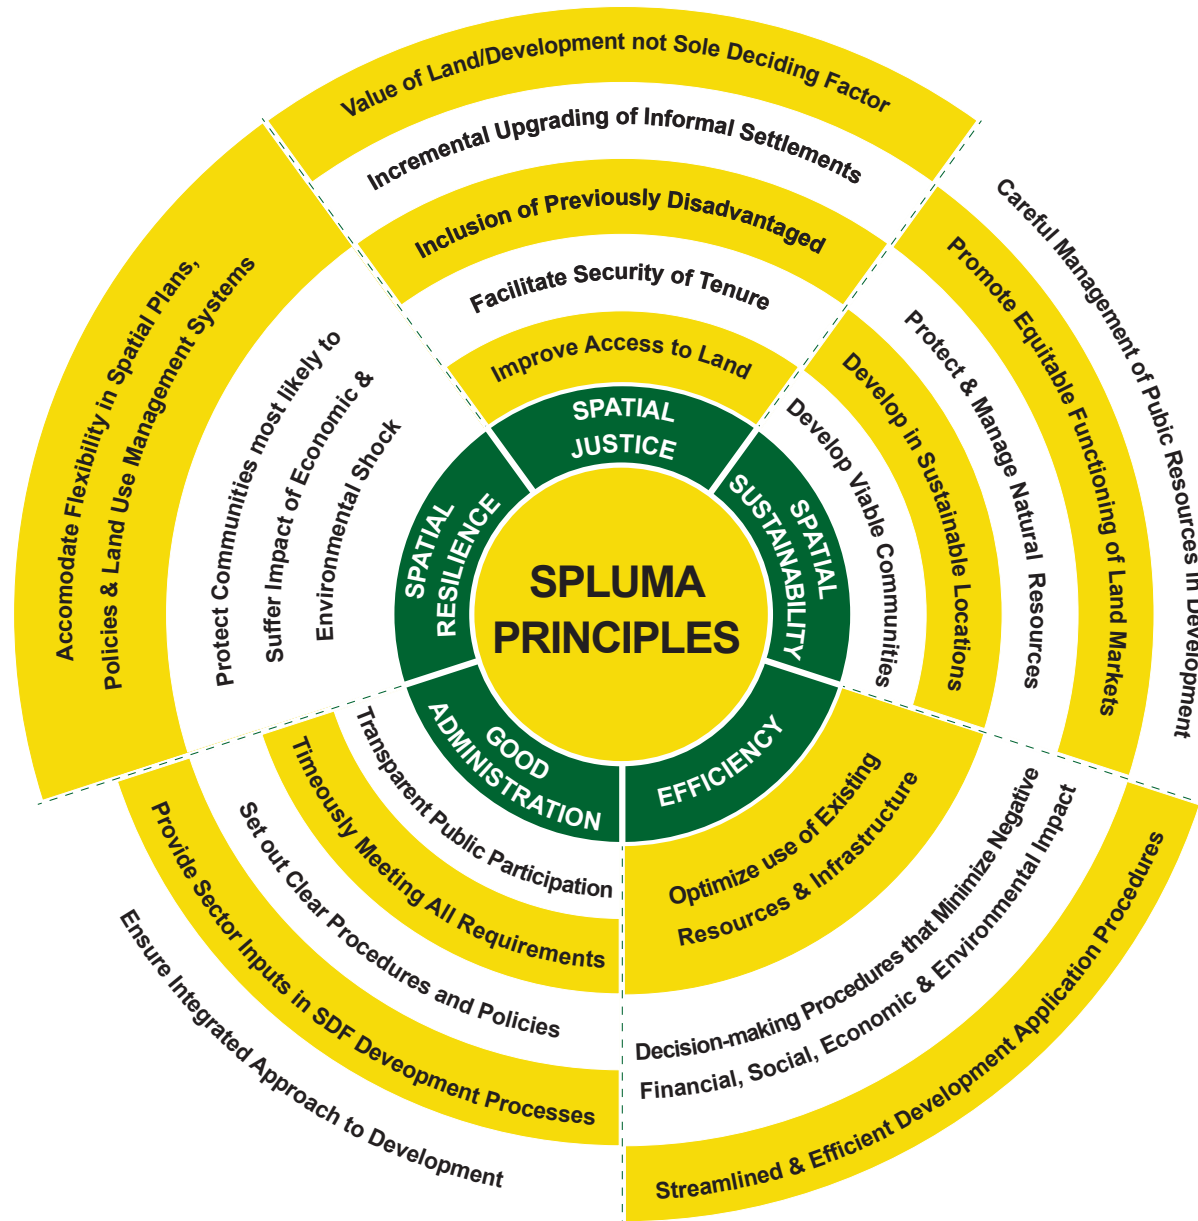 SPLUMA
PRINCIPLES
SPATIAL
JUSTICE
Improve Access to Land
Facilitate Security of Tenure
Inclusion of Previously Disadvantaged
Incremental Upgrading of Informal Settlements
Value of Land/Development not Sole Deciding Factor
SPATIAL
SUSTAINABILITY
Develop Viable Communities
Develop in Sustainable Locations
Protect & Manage Natural Resources
Promote Equitable Functioning of Land Markets
Careful Management of Pubic Resources in Development
EFFICIENCY
Optimize use of Existing
Resources & Infrastructure
Decision-making Procedures that Minimize Negative
Financial, Social, Economic & Environmental Impact
Streamlined & Efficient Development Application Procedures
GOOD
ADMINISTRATION
Transparent Public Participation
Timeously Meeting All Requirements
Set out Clear Procedures and Policies
Provide Sector Inputs in SDF Deveopment Processes
Ensure Integrated Approach to Development
SPATIAL
RESILIENCE
Protect Communities most likely to
Suffer Impact of Economic &
Environmental Shock
Accomodate Flexibility in Spatial Plans,
Policies & Land Use Management Systems